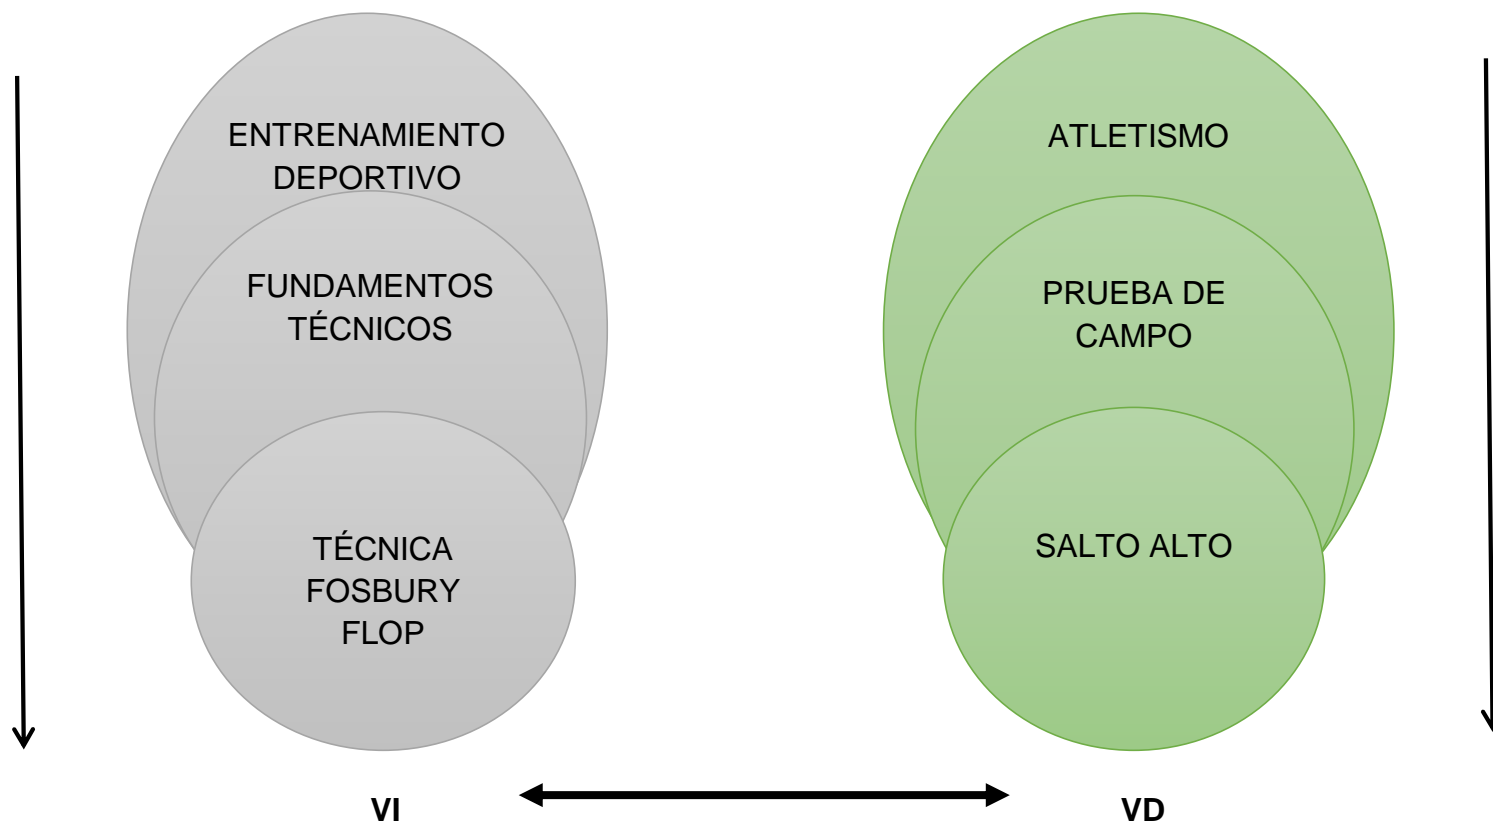 ENTRENAMIENTO
DEPORTIVO
FUNDAMENTOS
TÉCNICOS
TÉCNICA
FOSBURY
FLOP
VI
ATLETISMO
PRUEBA DE
CAMPO
SALTO ALTO
VD